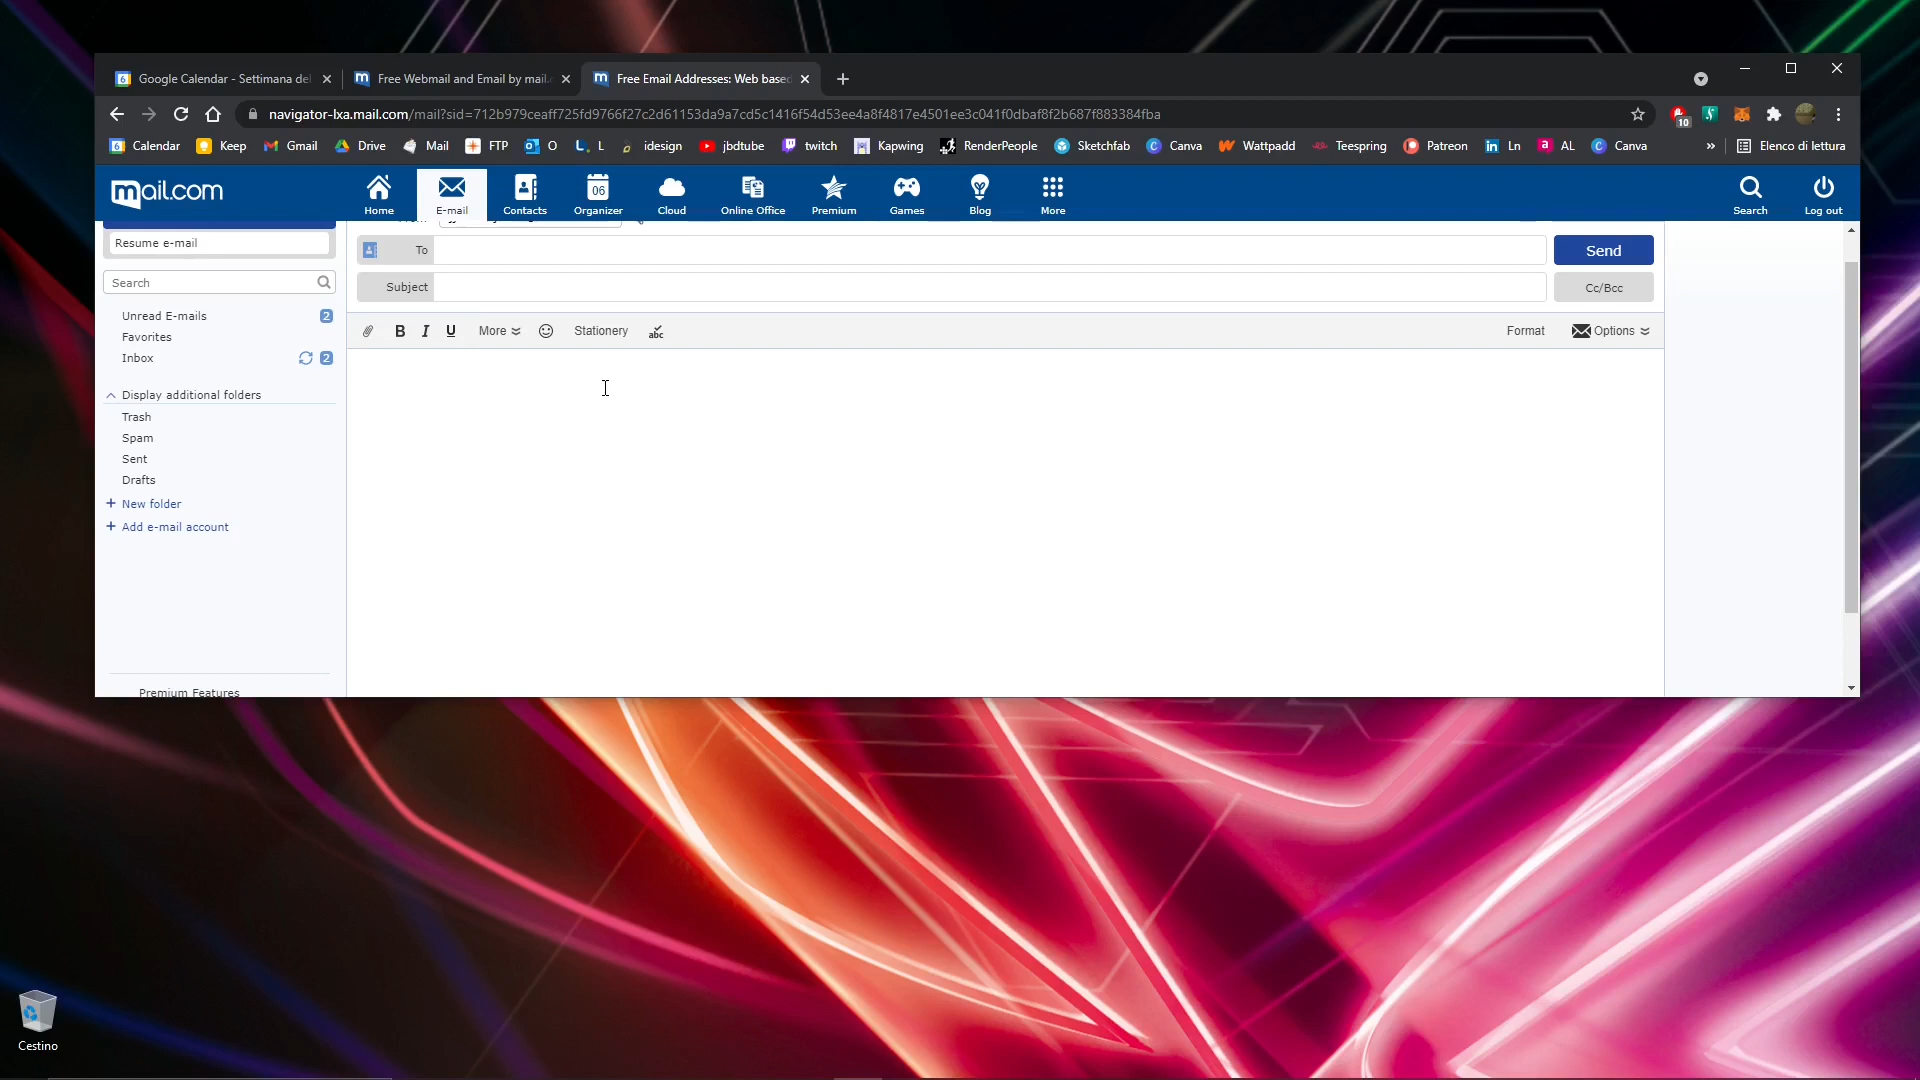 Google Calendar - Settimana del
Free Webmail and Email by mail.
Free Email Addresses: Web based
navigator-lxa.mail.com/mail?sid=712b979ceaff725fd9766f27c2d61153da9a7cd5c1416f54d53ee4a8f4817e4501ee3c041f0dbaf8f2b687f883384fba
10
6 Calendar Keep Gmail Drive Mail FTP O L idesign jbdtube twitch Kapwing RenderPeople Sketchfab Canva Wattpadd Teespring Patreon Ln AL Canva » Elenco di lettura
mail.com
Home E-mail Contacts 06 Organizer Cloud Online Office Premium Games Blog More Search Log out
Resume e-mail
To
Send
Search
Subject
Cc/Bcc
Unread E-mails 2
Favorites
Inbox 2
B I U More Stationery abc Format Options
Display additional folders
Trash
Spam
Sent
Drafts
+ New folder
+ Add e-mail account
Premium Features
Cestino